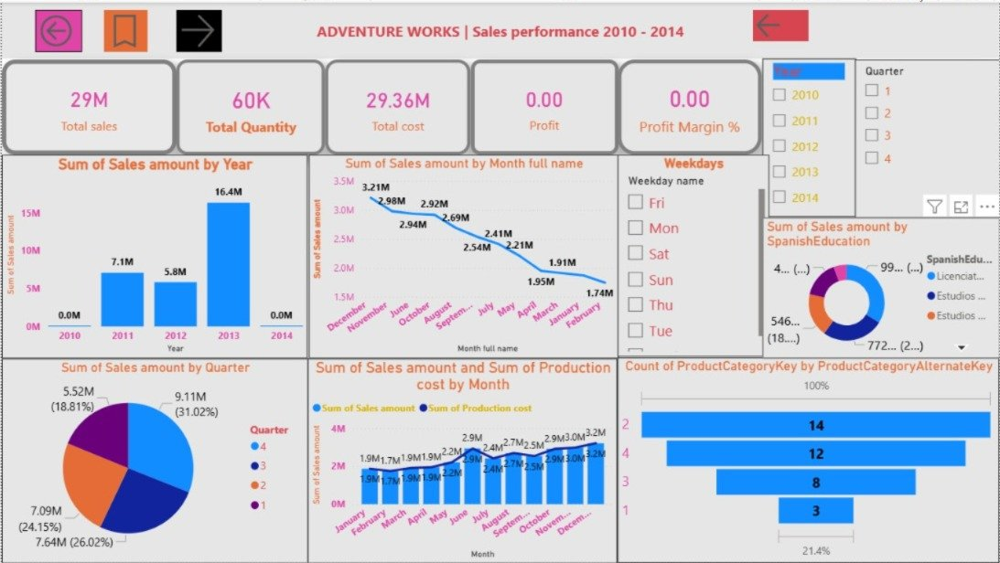 ADVENTURE WORKS | Sales performance 2010 - 2014
29M
Total sales
60K
Total Quantity
29.36M
Total cost
0.00
Profit
0.00
Profit Margin %
Year
2010
2011
2012
2013
2014
Quarter
1
2
3
4
Sum of Sales amount by Year
Sum of Sales amount
15M
10M
5M
0M
0.0M
7.1M
5.8M
16.4M
0.0M
2010
2011
2012
2013
2014
Year
Sum of Sales amount by Month full name
Sum of Sales amount
3.5M
3.0M
2.5M
2.0M
1.5M
3.21M
2.98M
2.94M
2.92M
2.69M
2.54M
2.41M
2.21M
1.95M
1.91M
1.74M
December
November
June
October
August
Septem...
July
May
April
March
January
February
Month full name
Weekdays
Weekday name
Fri
Mon
Sat
Sun
Thu
Tue
Sum of Sales amount by
SpanishEducation
4... (...)
99... (...)
546...
(18....)
772... (2...)
SpanishEdu...
Licenciat...
Estudios ...
Estudios ...
Sum of Sales amount by Quarter
5.52M
(18.81%)
9.11M
(31.02%)
7.09M
(24.15%)
7.64M (26.02%)
Quarter
4
3
2
1
Sum of Sales amount and Sum of Production
cost by Month
Sum of Sales amount
Sum of Production cost
Sum of Sales amount
4M
2M
0M
1.9M
1.7M
1.9M
1.9M
2.2M
2.9M
2.4M
2.7M
2.5M
2.9M
3.0M
3.2M
1.9M
1.7M
1.9M
1.9M
2.2M
2.9M
2.4M
2.7M
2.5M
2.9M
3.0M
3.2M
January
February
March
April
May
June
July
August
Septem...
October
Novem...
Decem...
Month
Count of ProductCategoryKey by ProductCategoryAlternateKey
100%
2
14
4
12
3
8
1
3
21.4%